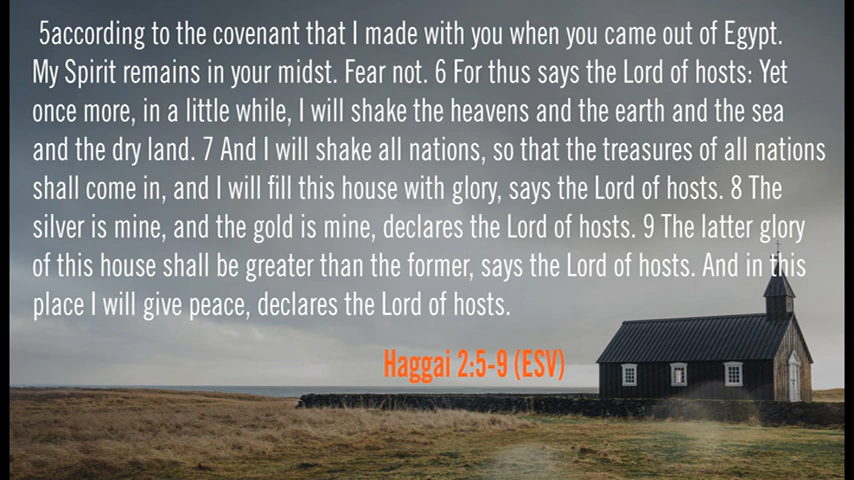 5according to the covenant that I made with you when you came out of Egypt.
My Spirit remains in your midst. Fear not. 6 For thus says the Lord of hosts: Yet
once more, in a little while, I will shake the heavens and the earth and the sea
and the dry land. 7 And I will shake all nations, so that the treasures of all nations
shall come in, and I will fill this house with glory, says the Lord of hosts. 8 The
silver is mine, and the gold is mine, declares the Lord of hosts. 9 The latter glory
of this house shall be greater than the former, says the Lord of hosts. And in this
place I will give peace, declares the Lord of hosts.
Haggai 2:5-9 (ESV)